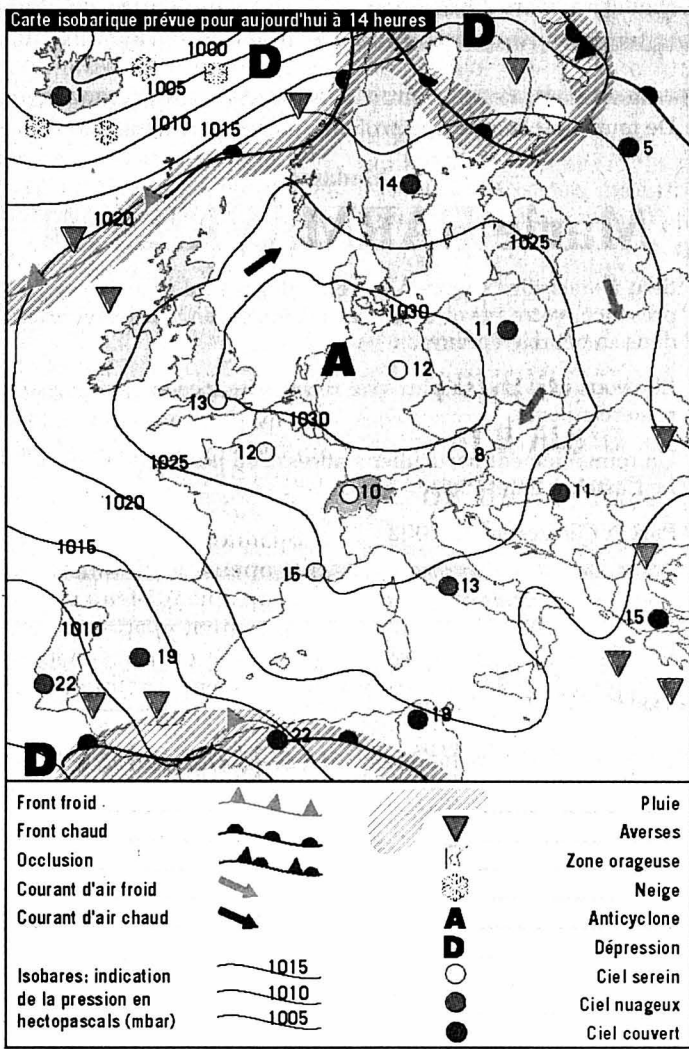 Carte isobarique prévue pour aujourd'hui à 14 heures
1000
D
D
1
1005
1010
1015
5
14
1020
1025
1030
11
A
12
13
1030
12
8
1025
10
11
1020
15
13
1015
15
1010
19
22
18
22
D
Front froid
Front chaud
Occlusion
Courant d'air froid
Courant d'air chaud
Isobares: indication
de la pression en
hectopascals (mbar)
1015
1010
1005
Pluie
Averses
Zone orageuse
Neige
A Anticyclone
D Dépression
Ciel serein
Ciel nuageux
Ciel couvert